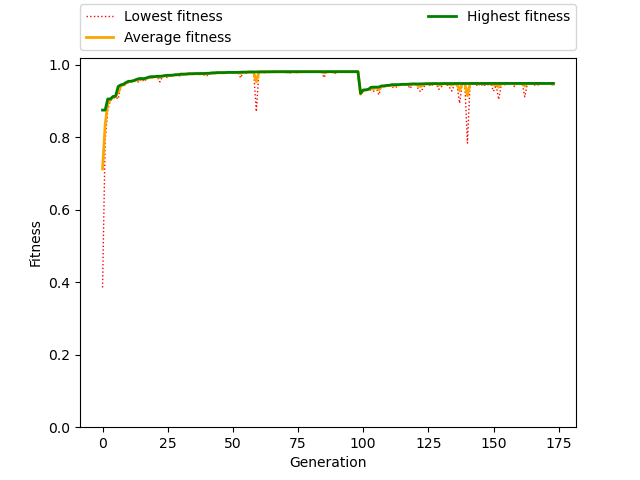 Lowest fitness
Average fitness
Highest fitness
1.0
0.8
0.6
0.4
0.2
0.0
Fitness
0 25 50 75 100 125 150 175
Generation